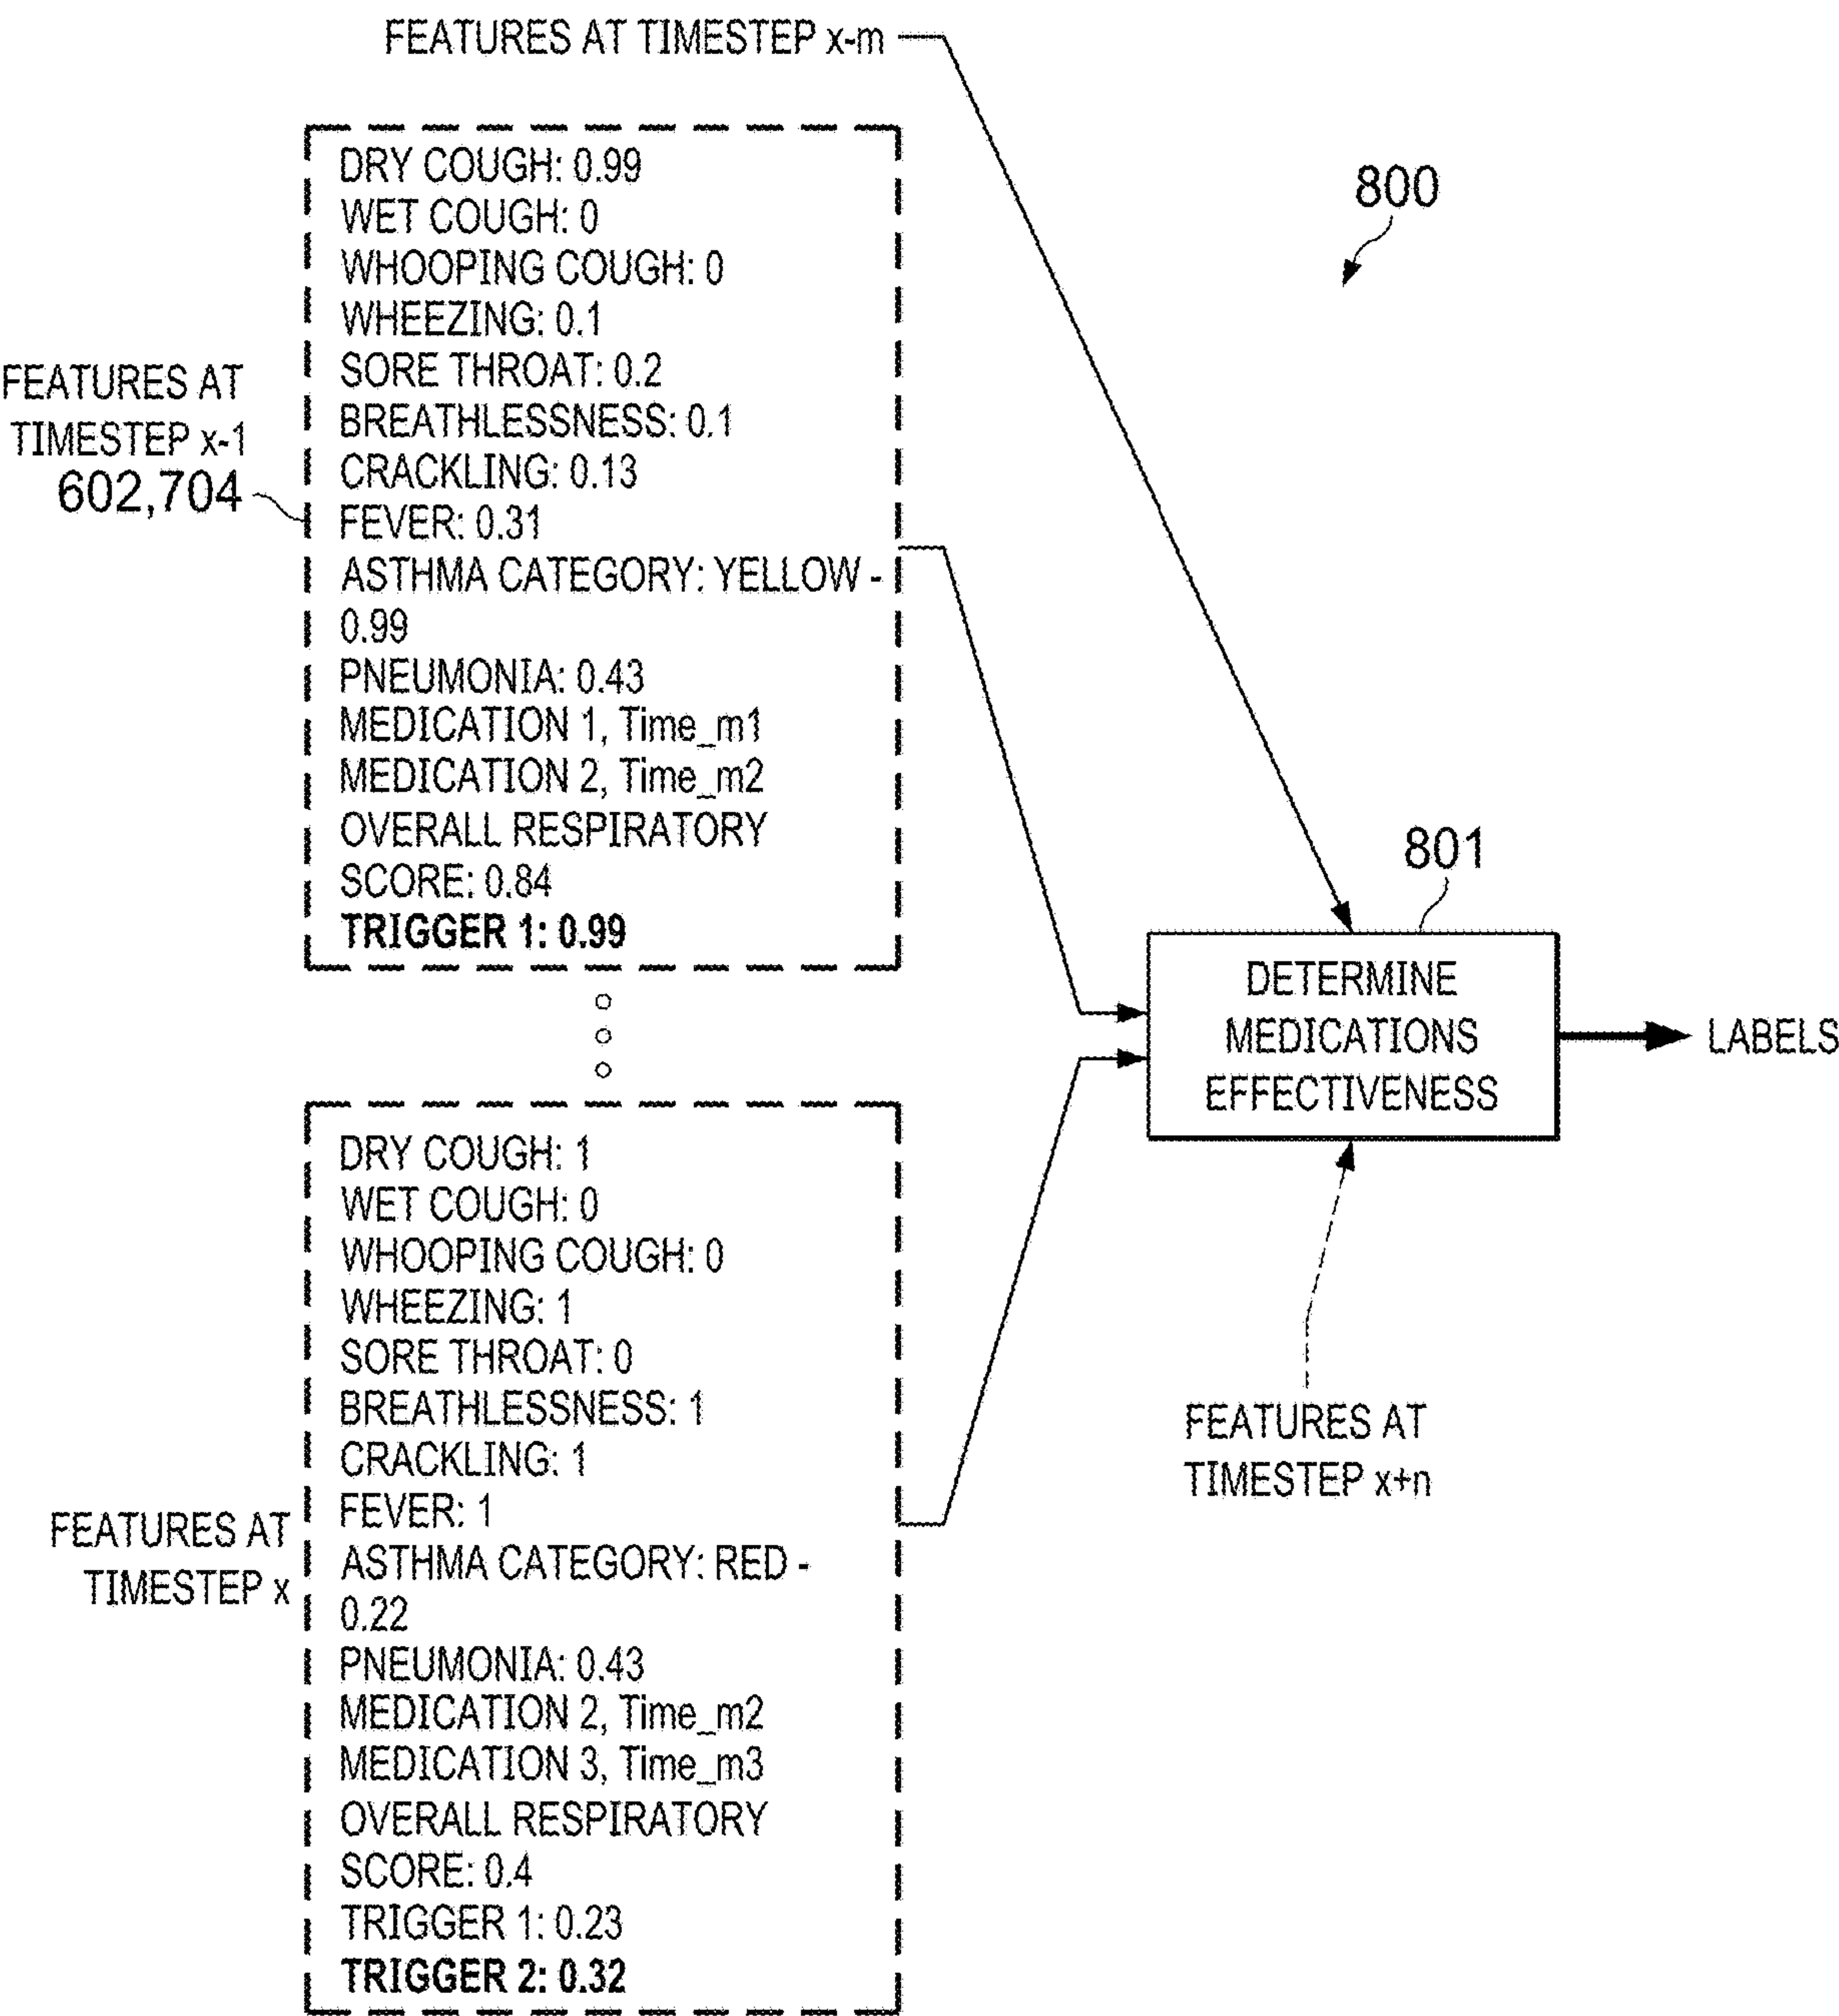 FEATURES AT TIMESTEP x-m
800
FEATURES AT
TIMESTEP x-1
602,704
DRY COUGH: 0.99
WET COUGH: 0
WHOOPING COUGH: 0
WHEEZING: 0.1
SORE THROAT: 0.2
BREATHLESSNESS: 0.1
CRACKLING: 0.13
FEVER: 0.31
ASTHMA CATEGORY: YELLOW -
0.99
PNEUMONIA: 0.43
MEDICATION 1, Time_m1
MEDICATION 2, Time_m2
OVERALL RESPIRATORY
SCORE: 0.84
TRIGGER 1: 0.99
801
DETERMINE
MEDICATIONS
EFFECTIVENESS
LABELS
FEATURES AT
TIMESTEP x
DRY COUGH: 1
WET COUGH: 0
WHOOPING COUGH: 0
WHEEZING: 1
SORE THROAT: 0
BREATHLESSNESS: 1
CRACKLING: 1
FEVER: 1
ASTHMA CATEGORY: RED -
0.22
PNEUMONIA: 0.43
MEDICATION 2, Time_m2
MEDICATION 3, Time_m3
OVERALL RESPIRATORY
SCORE: 0.4
TRIGGER 1: 0.23
TRIGGER 2: 0.32
FEATURES AT
TIMESTEP x+n